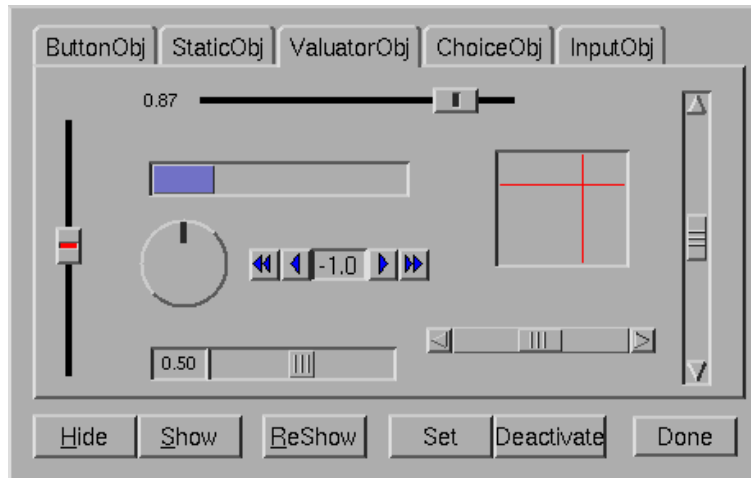 ButtonObj StaticObj ValuatorObj ChoiceObj InputObj
0.87
-1.0
0.50
Hide Show ReShow Set Deactivate Done